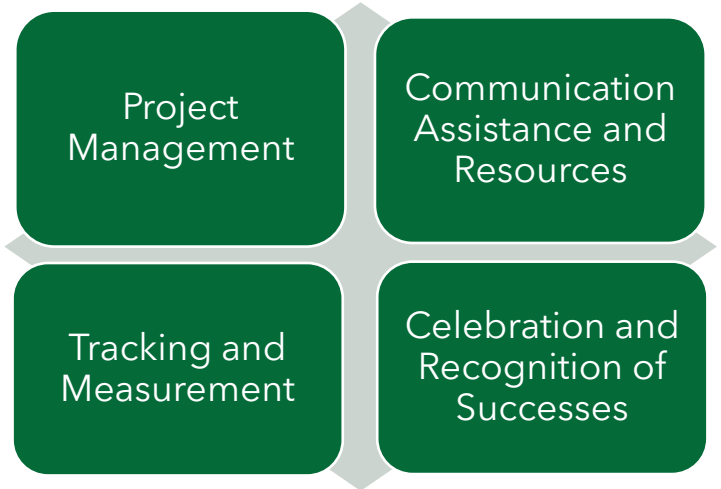 Project
Management
Communication
Assistance and
Resources
Tracking and
Measurement
Celebration and
Recognition of
Successes